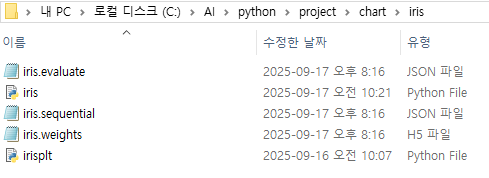 내 PC > 로컬 디스크 (C:) > AI > python > project > chart > iris
이름 수정한 날짜 유형
iris.evaluate 2025-09-17 오후 8:16 JSON 파일
iris 2025-09-17 오전 10:21 Python File
iris.sequential 2025-09-17 오후 8:16 JSON 파일
iris.weights 2025-09-17 오후 8:16 H5 파일
irisplt 2025-09-16 오전 10:07 Python File